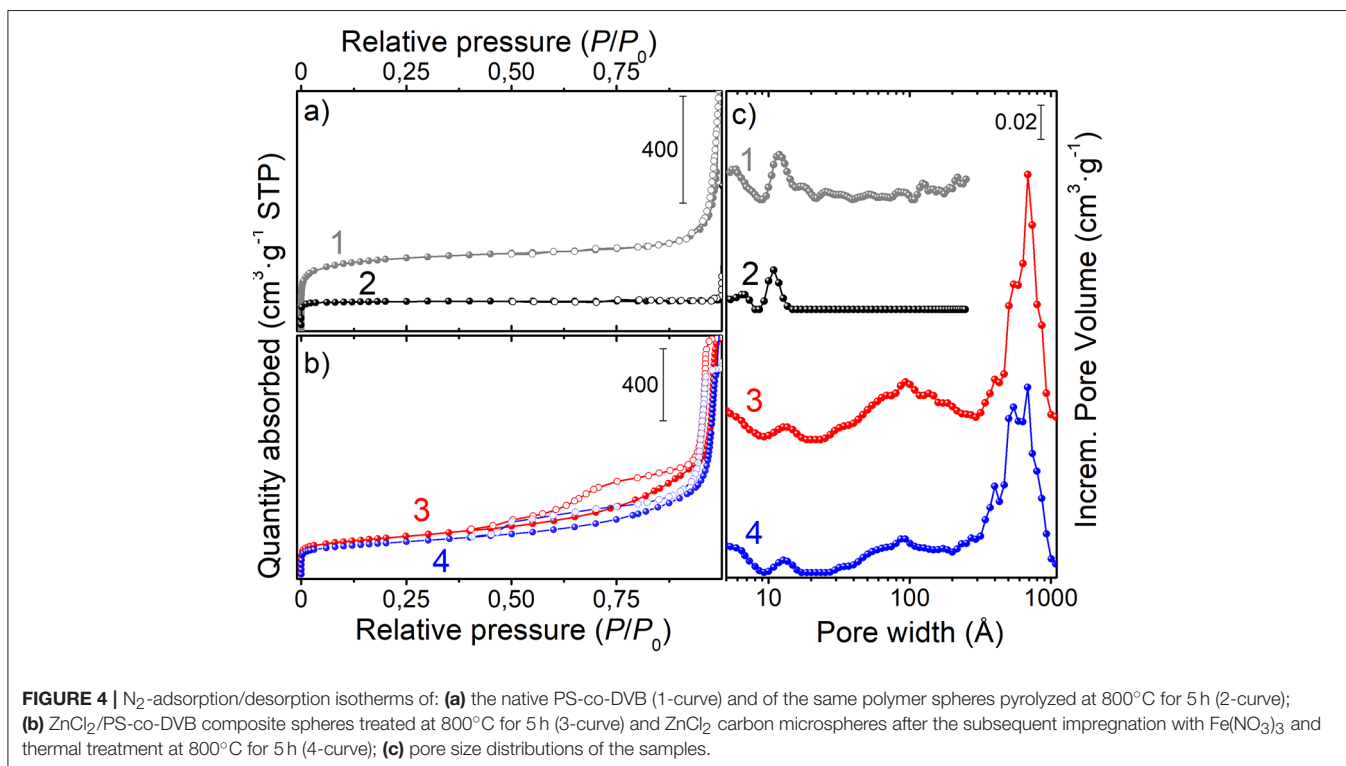 Relative pressure (P/P0)
0 0,25 0,50 0,75
a)
400
1
2
b)
400
3
4
Quantity absorbed (cm³·g⁻¹ STP)
0 0,25 0,50 0,75
Relative pressure (P/P0)
c)
0.02
1
2
3
4
10 100 1000
Pore width (Å)
Increm. Pore Volume (cm³·g⁻¹)
FIGURE 4 | N2-adsorption/desorption isotherms of: (a) the native PS-co-DVB (1-curve) and of the same polymer spheres pyrolyzed at 800°C for 5 h (2-curve);
(b) ZnCl2/PS-co-DVB composite spheres treated at 800°C for 5 h (3-curve) and ZnCl2 carbon microspheres after the subsequent impregnation with Fe(NO3)3 and
thermal treatment at 800°C for 5 h (4-curve); (c) pore size distributions of the samples.